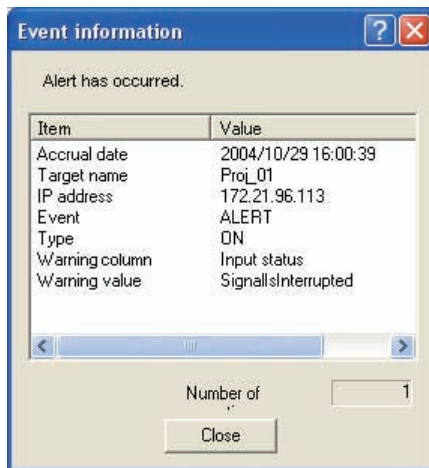 Event information
Alert has occurred.
Item Value
Accrual date 2004/10/29 16:00:39
Target name Proj_01
IP address 172.21.96.113
Event ALERT
Type ON
Warning column Input status
Warning value SignalIsInterrupted
Number of 1
Close